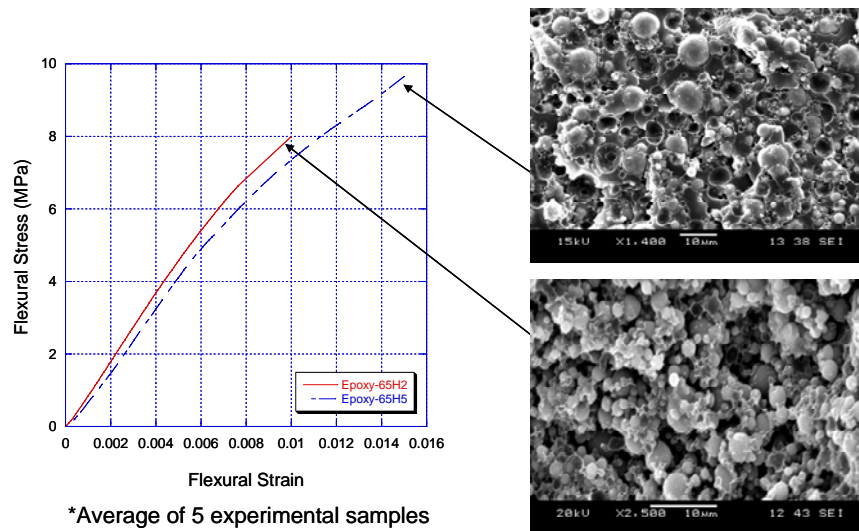 Flexural Stress (MPa)
10
8
6
4
2
0
0 0.002 0.004 0.006 0.008 0.01 0.012 0.014 0.016
Epoxy-65H2
Epoxy-65H5
Flexural Strain
*Average of 5 experimental samples
15kU X1,400 10µm 13 38 SEI
20kU X2,500 10µm 12 43 SEI